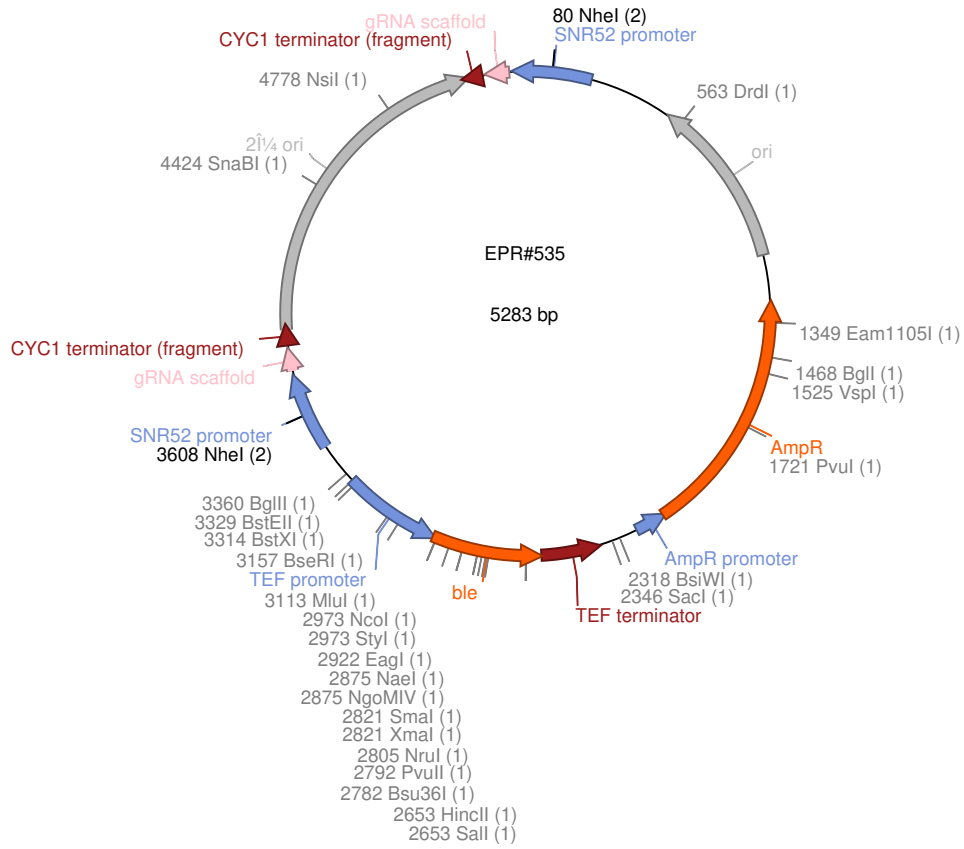 80 NheI (2)
gRNA scaffold
SNR52 promoter
CYC1 terminator (fragment)
4778 NsiI (1)
563 DrdI (1)
2Î¼ ori
ori
4424 SnaBI (1)
EPR#535
5283 bp
1349 Eam1105I (1)
CYC1 terminator (fragment)
1468 BglI (1)
gRNA scaffold
1525 VspI (1)
SNR52 promoter
AmpR
3608 NheI (2)
1721 PvuI (1)
3360 BglII (1)
3329 BstEII (1)
3314 BstXI (1)
3157 BseRI (1)
AmpR promoter
TEF promoter
2318 BsiWI (1)
ble
3113 MluI (1)
2346 SacI (1)
2973 NcoI (1)
TEF terminator
2973 StyI (1)
2922 EagI (1)
2875 NaeI (1)
2875 NgoMIV (1)
2821 SmaI (1)
2821 XmaI (1)
2805 NruI (1)
2792 PvuII (1)
2782 Bsu36I (1)
2653 HincII (1)
2653 SalI (1)